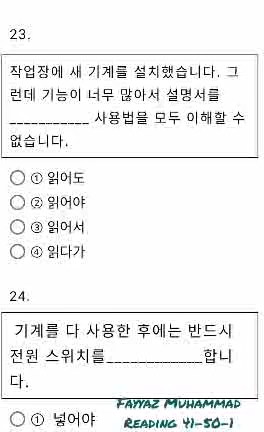 23.
작업장에 새 기계를 설치했습니다. 그
런데 기능이 너무 많아서 설명서를
___________ 사용법을 모두 이해할 수
없습니다.
① 읽어도
② 읽어야
③ 읽어서
④ 읽다가
24.
기계를 다 사용한 후에는 반드시
전원 스위치를_____________합니
다.
① 넣어야
Fayyaz Muhammad
Reading 41-50-1